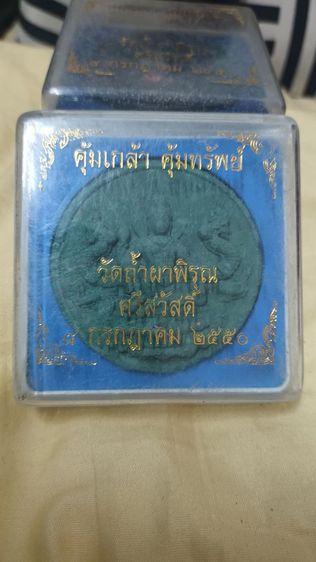 คุ้มเกล้า คุ้มทรัพย์
วัดถ้ำผาพิรุณ
ศรีสวัสดิ์
๘ กรกฎาคม ๒๕๕๐